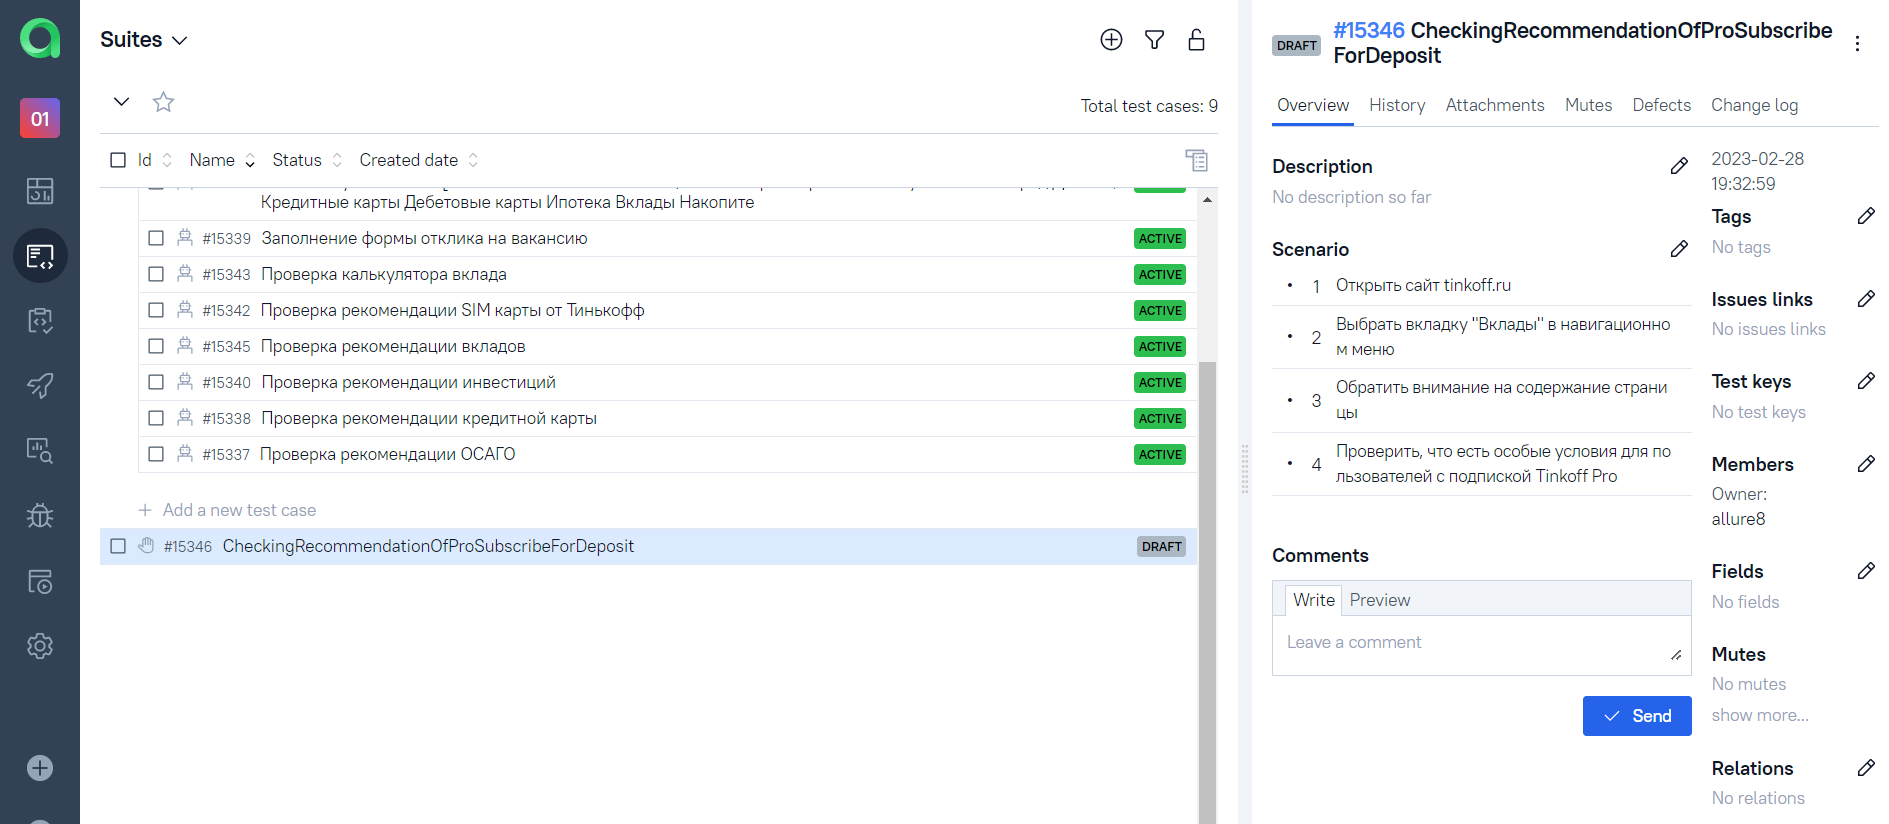 01
Suites
Total test cases: 9
Id Name Status Created date
Кредитные карты Дебетовые карты Ипотека Вклады Накопите
#15339 Заполнение формы отклика на вакансию ACTIVE
#15343 Проверка калькулятора вклада ACTIVE
#15342 Проверка рекомендации SIM карты от Тинькофф ACTIVE
#15345 Проверка рекомендации вкладов ACTIVE
#15340 Проверка рекомендации инвестиций ACTIVE
#15338 Проверка рекомендации кредитной карты ACTIVE
#15337 Проверка рекомендации ОСАГО ACTIVE
+ Add a new test case
#15346 CheckingRecommendationOfProSubscribeForDeposit DRAFT
DRAFT #15346 CheckingRecommendationOfProSubscribe
ForDeposit
Overview History Attachments Mutes Defects Change log
Description
No description so far
Scenario
• 1 Открыть сайт tinkoff.ru
• 2 Выбрать вкладку "Вклады" в навигационно
м меню
• 3 Обратить внимание на содержание страни
цы
• 4 Проверить, что есть особые условия для по
льзователей с подпиской Tinkoff Pro
Comments
Write Preview
Leave a comment
Send
2023-02-28
19:32:59
Tags
No tags
Issues links
No issues links
Test keys
No test keys
Members
Owner:
allure8
Fields
No fields
Mutes
No mutes
show more...
Relations
No relations